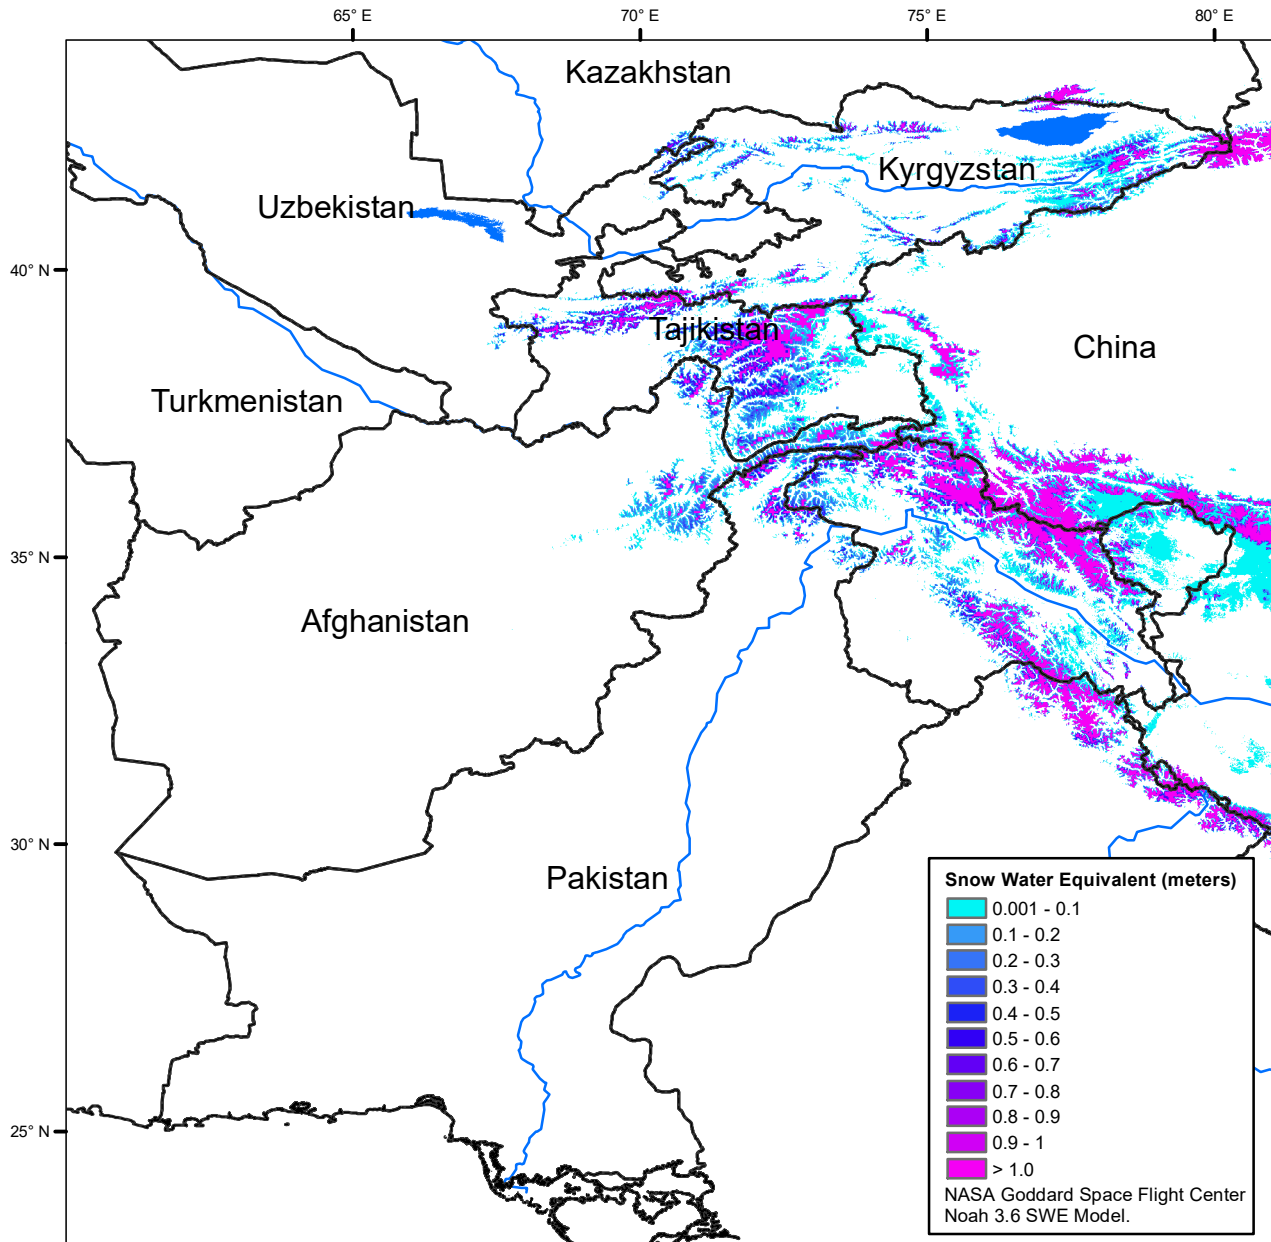 65° E
70° E
75° E
80° E
Kazakhstan
Kyrgyzstan
Uzbekistan
40° N
Tajikistan
China
Turkmenistan
35° N
Afghanistan
30° N
Pakistan
25° N
Snow Water Equivalent (meters)
0.001 - 0.1
0.1 - 0.2
0.2 - 0.3
0.3 - 0.4
0.4 - 0.5
0.5 - 0.6
0.6 - 0.7
0.7 - 0.8
0.8 - 0.9
0.9 - 1
> 1.0
NASA Goddard Space Flight Center
Noah 3.6 SWE Model.